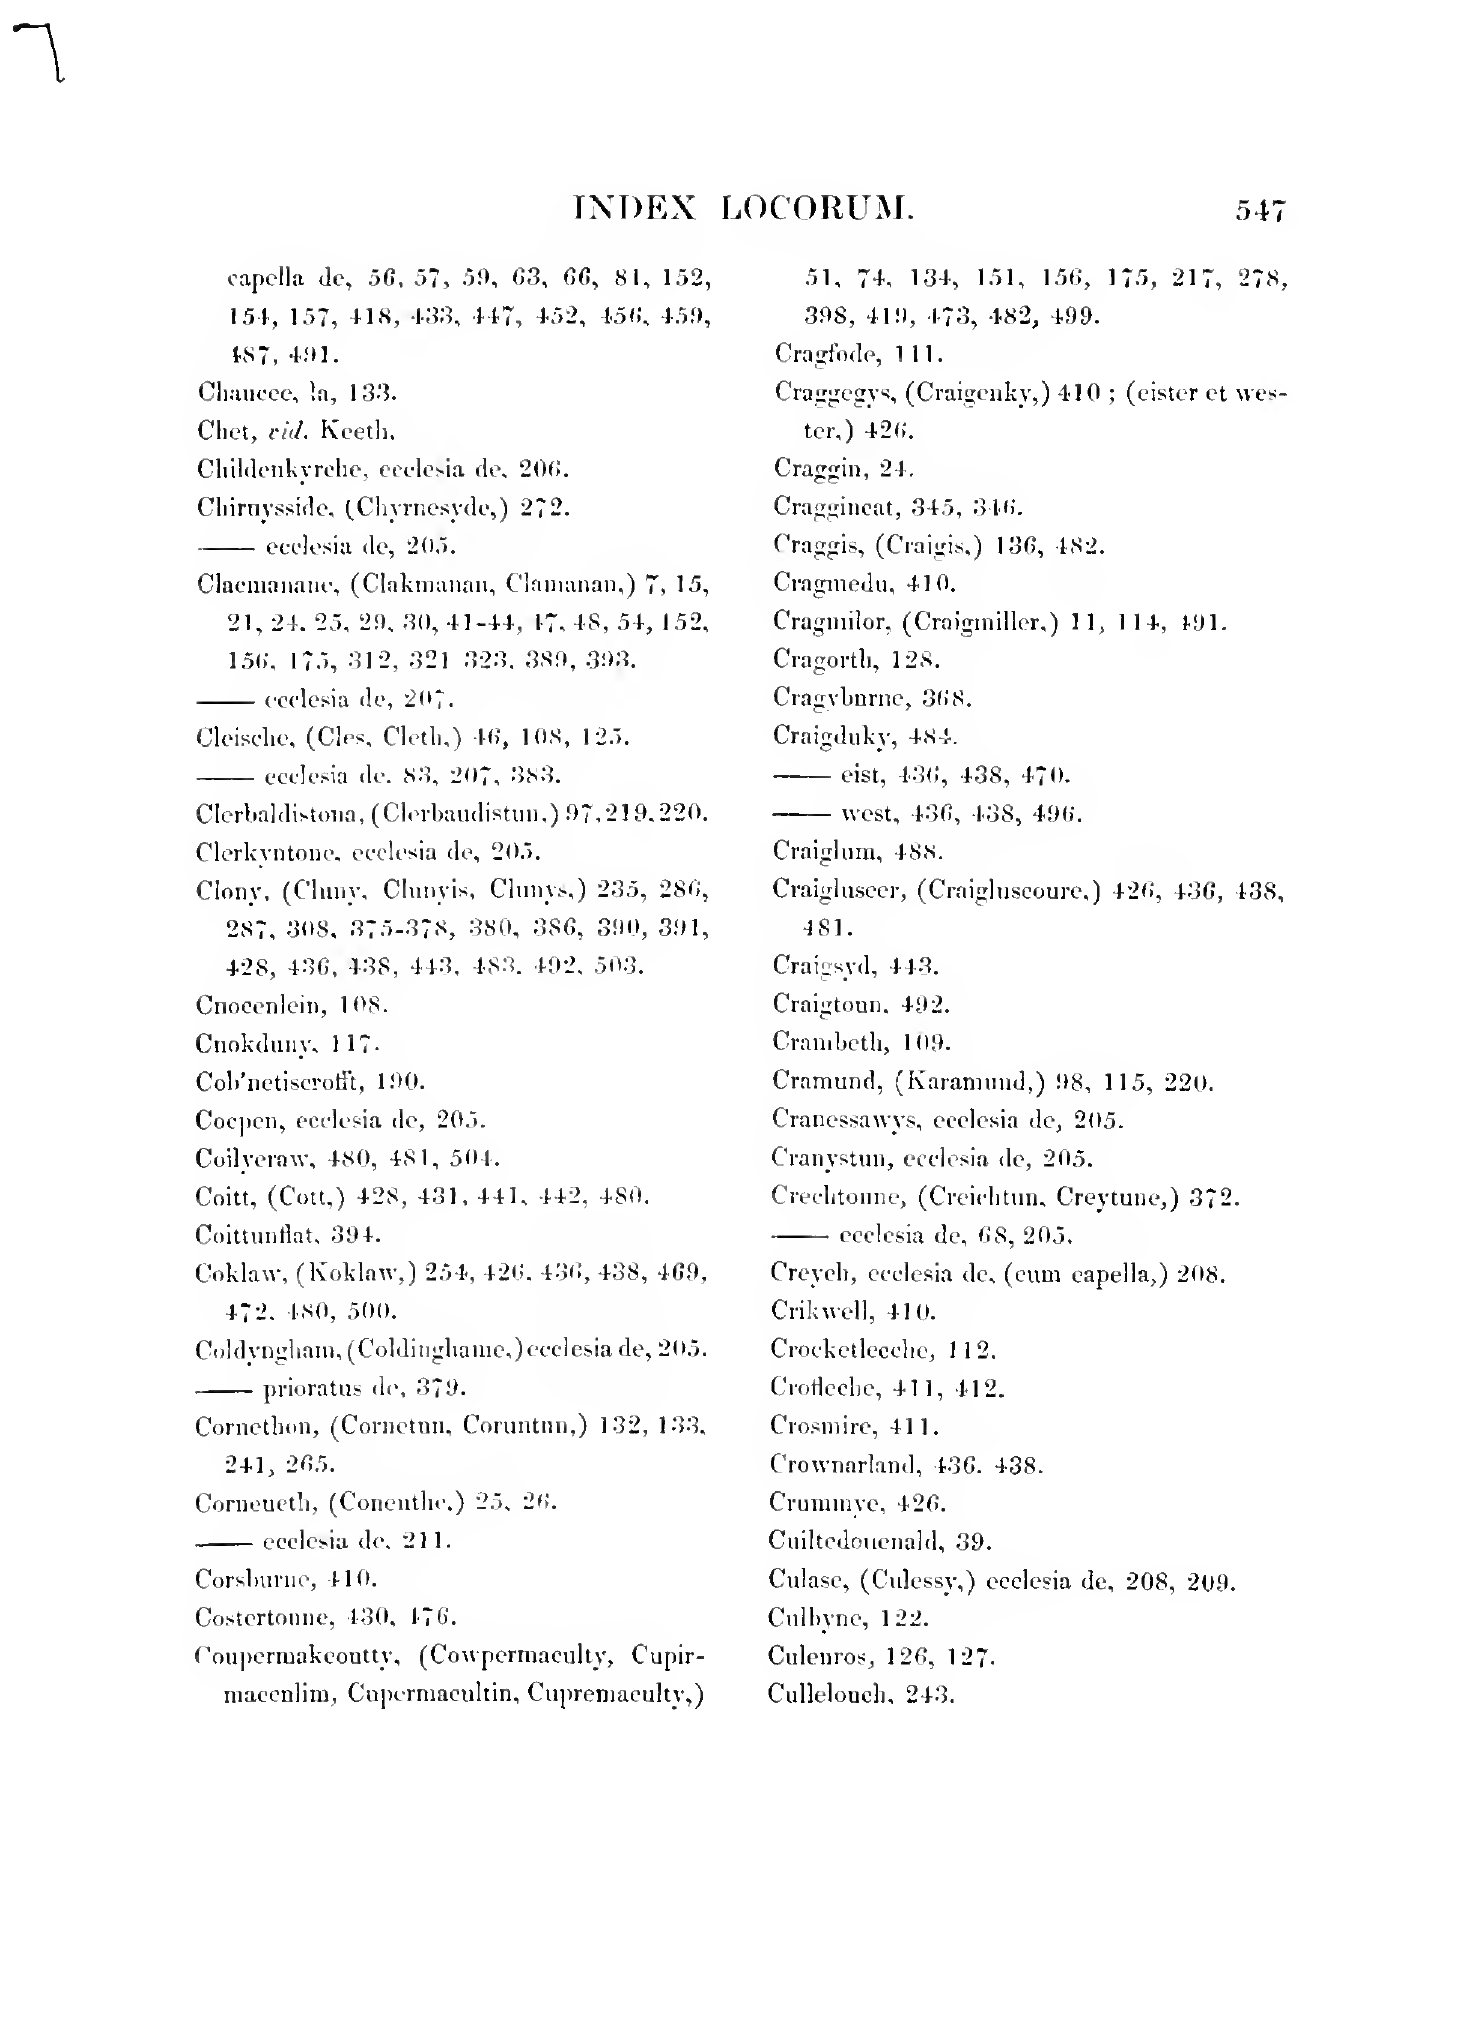 INDEX LOCORUM. 547
capella de, 56, 57, 59, 63, 66, 81, 152,
154, 157, 418, 433, 447, 452, 456, 459,
487, 491.
Chaucee, la, 133.
Chet, vid. Keeth.
Childenkyrche, ecclesia de, 206.
Chirnysside, (Chyrnesyde,) 272.
—— ecclesia de, 205.
Clacmanane, (Clakmanan, Clamanan,) 7, 15,
21, 24, 25, 29, 30, 41-44, 47, 48, 54, 152,
156, 175, 312, 321-323, 389, 393.
—— ecclesia de, 207.
Cleische, (Cles, Cleth,) 46, 108, 125.
—— ecclesia de, 83, 207, 383.
Clerbaldistona, (Clerbaudistun,) 97, 219, 220.
Clerkyntone, ecclesia de, 205.
Clony, (Cluny, Clunyis, Clunys,) 235, 286,
287, 308, 375-378, 380, 386, 390, 391,
428, 436, 438, 443, 483, 492, 503.
Cnocenlein, 108.
Cnokduny, 117.
Cob'netiscrofft, 190.
Cocpen, ecclesia de, 205.
Coilyeraw, 480, 481, 504.
Coitt, (Cott,) 428, 431, 441, 442, 480.
Coittunflat, 394.
Coklaw, (Koklaw,) 254, 426, 436, 438, 469,
472, 480, 500.
Coldyngham, (Coldinghame,) ecclesia de, 205.
—— prioratus de, 379.
Cornethon, (Cornetun, Coruntun,) 132, 133,
241, 265.
Corneueth, (Conenthe,) 25, 26.
—— ecclesia de, 211.
Corsburne, 410.
Costertoune, 430, 476.
Coupermakcoutty, (Cowpermaculty, Cupir-
maccnlim, Cupermacultin, Cupremaculty,)
51, 74, 134, 151, 156, 175, 217, 278,
398, 419, 473, 482, 499.
Cragfode, 111.
Craggegys, (Craigenky,) 410 ; (eister et wes-
ter,) 426.
Craggin, 24.
Craggincat, 345, 346.
Craggis, (Craigis,) 136, 482.
Cragmedu, 410.
Cragmilor, (Craigmiller,) 11, 114, 491.
Cragorth, 128.
Cragyburne, 368.
Craigduky, 484.
—— eist, 436, 438, 470.
—— west, 436, 438, 496.
Craiglum, 488.
Craigluscer, (Craigluscoure,) 426, 436, 438,
481.
Craigsyd, 443.
Craigtoun, 492.
Crambeth, 109.
Cramund, (Karamund,) 98, 115, 220.
Cranessawys, ecclesia de, 205.
Cranystun, ecclesia de, 205.
Crechtonne, (Creichtun, Creytune,) 372.
—— ecclesia de, 68, 205.
Creych, ecclesia de, (cum capella,) 208.
Crikwell, 410.
Crocketleche, 112.
Crofleche, 411, 412.
Crosmire, 411.
Crownarland, 436, 438.
Crummye, 426.
Cuiltedouenald, 39.
Culase, (Culessy,) ecclesia de, 208, 209.
Culbyne, 122.
Culenros, 126, 127.
Cullelouch, 243.